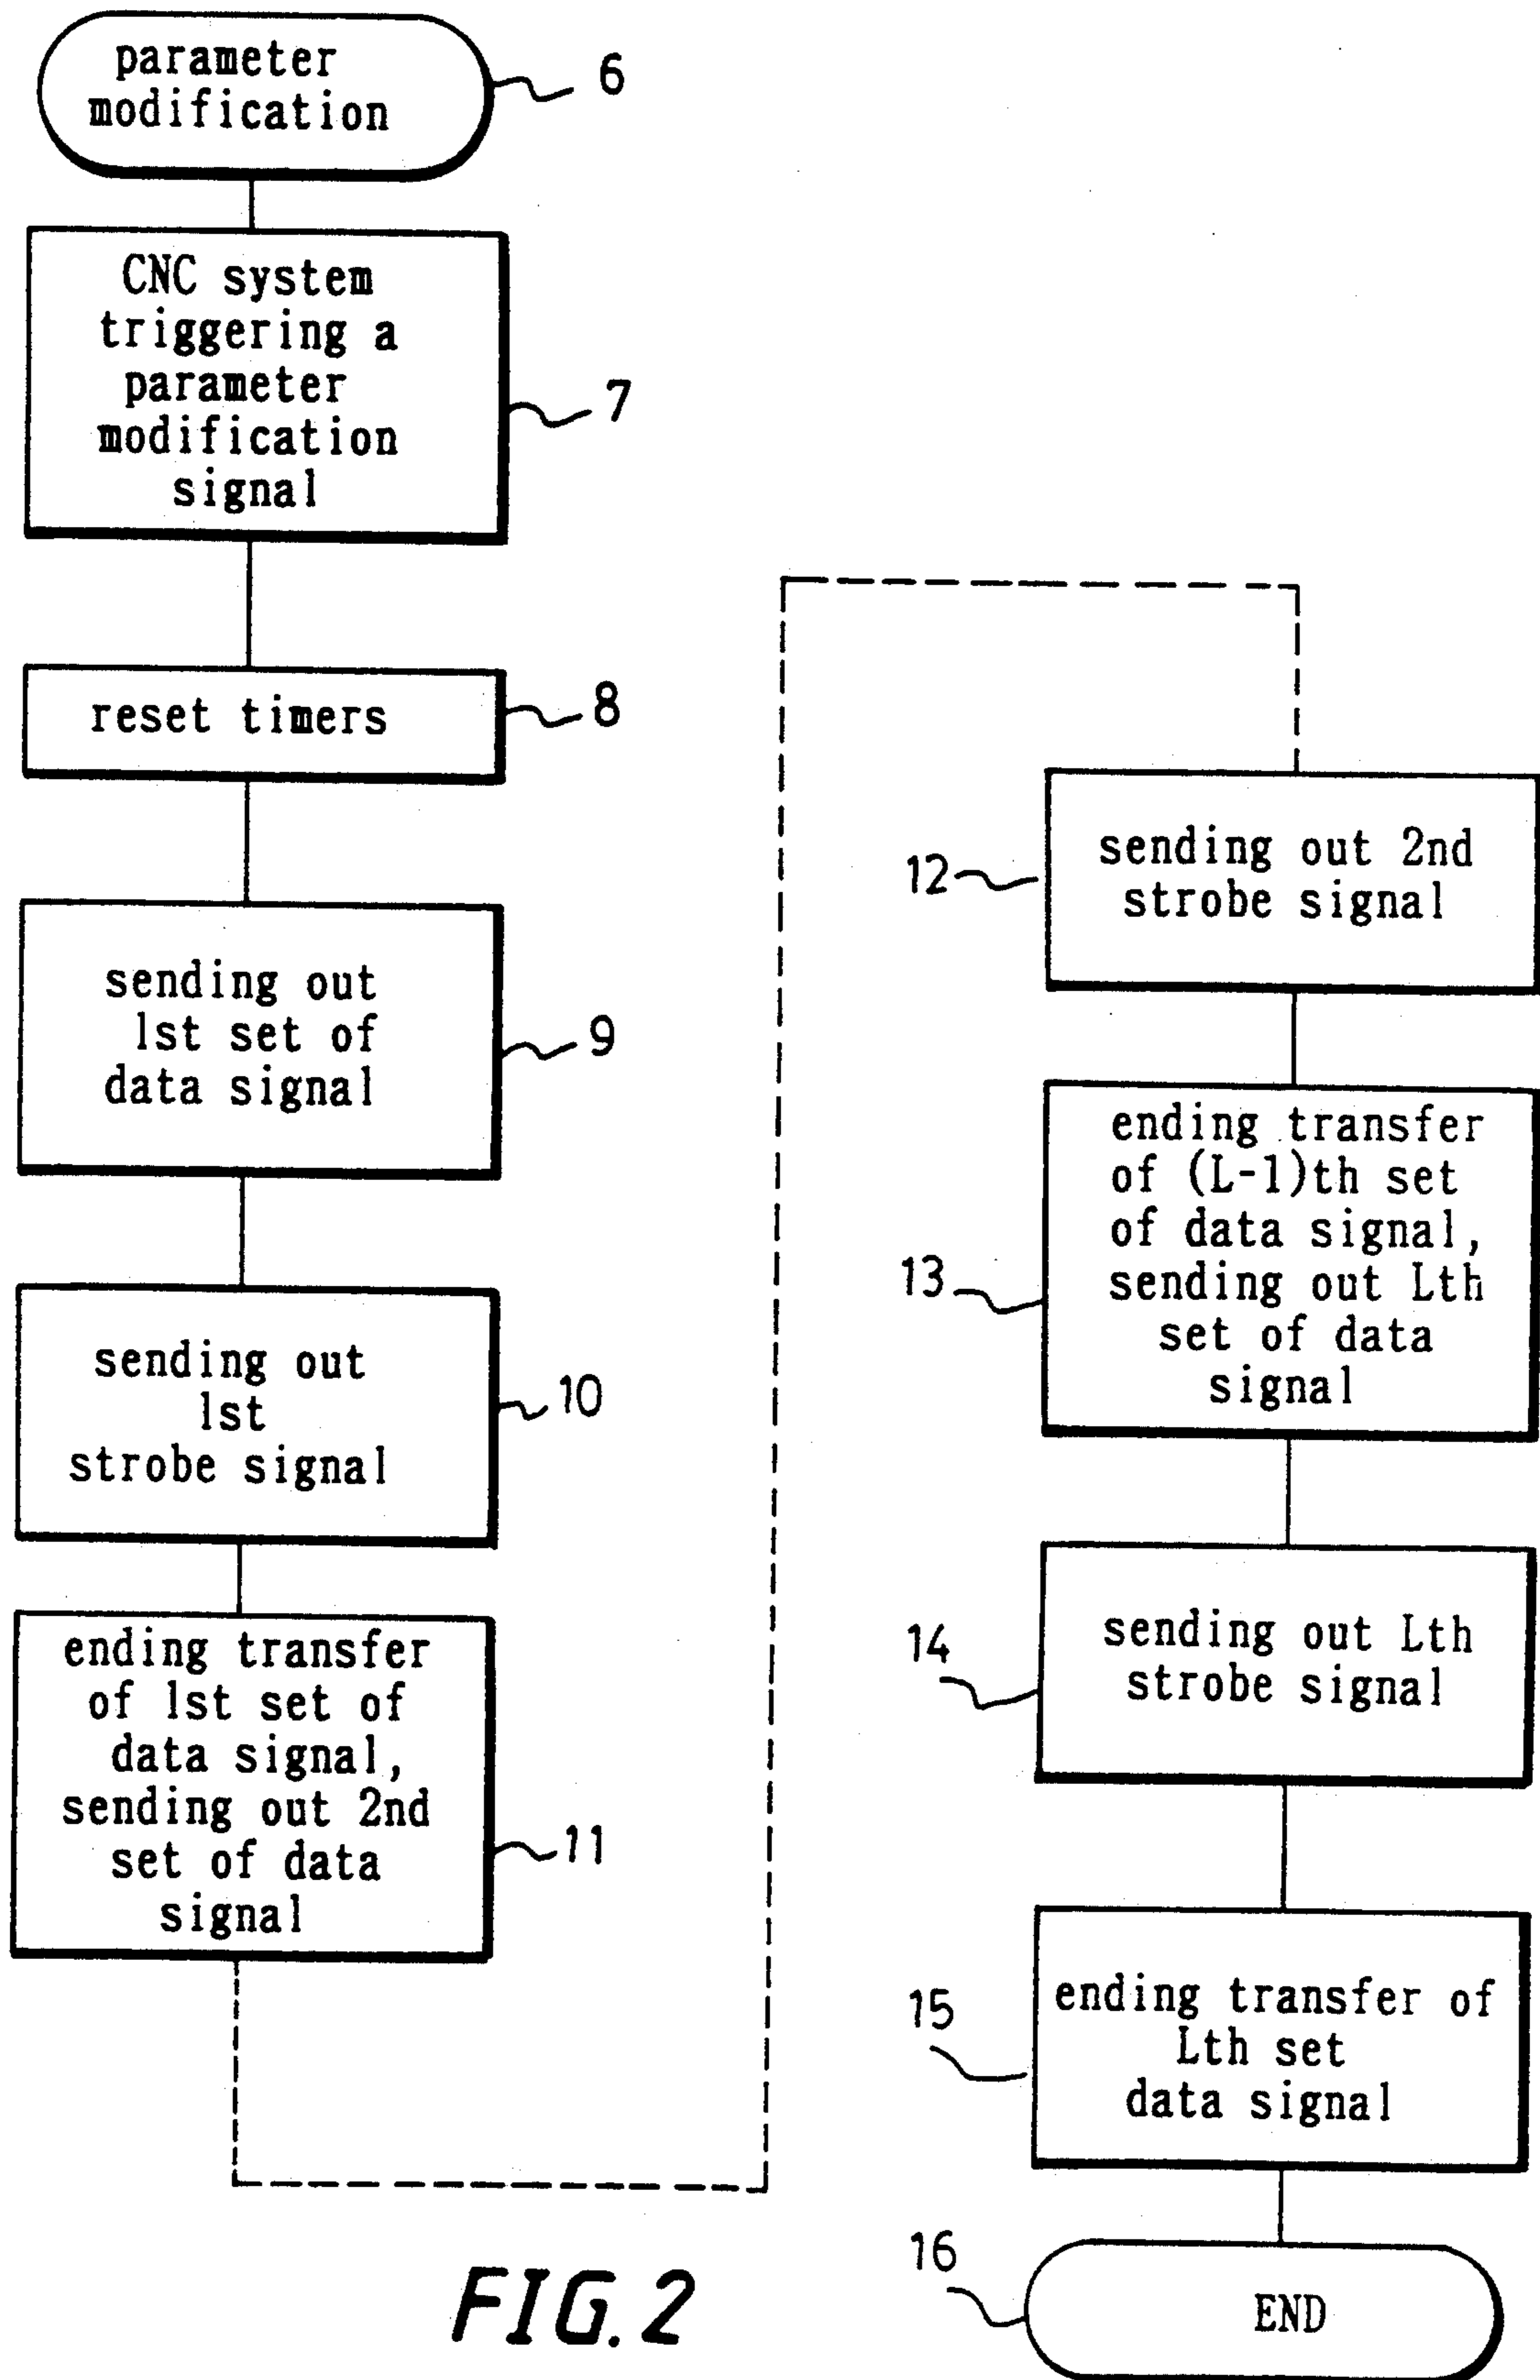 parameter
modification
6
CNC system
triggering a
parameter
modification
signal
7
reset timers
8
sending out
1st set of
data signal
9
sending out
1st
strobe signal
10
ending transfer
of 1st set of
data signal,
sending out 2nd
set of data
signal
11
sending out 2nd
strobe signal
12
ending transfer
of (L-1)th set
of data signal,
sending out Lth
set of data
signal
13
sending out Lth
strobe signal
14
ending transfer of
Lth set
data signal
15
END
16
FIG.2